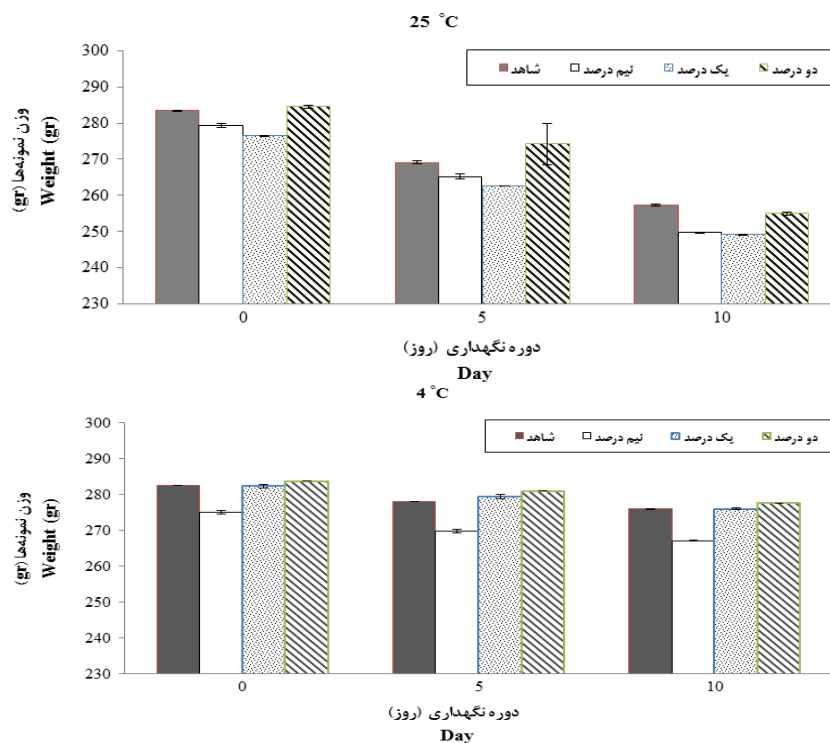 25 °C
شاهد نیم درصد یک درصد دو درصد
وزن نمونه‌ها (gr)
Weight (gr)
300
290
280
270
260
250
240
230
0 5 10
دوره نگهداری (روز)
Day
4 °C
شاهد نیم درصد یک درصد دو درصد
وزن نمونه‌ها (gr)
Weight (gr)
300
290
280
270
260
250
240
230
0 5 10
دوره نگهداری (روز)
Day